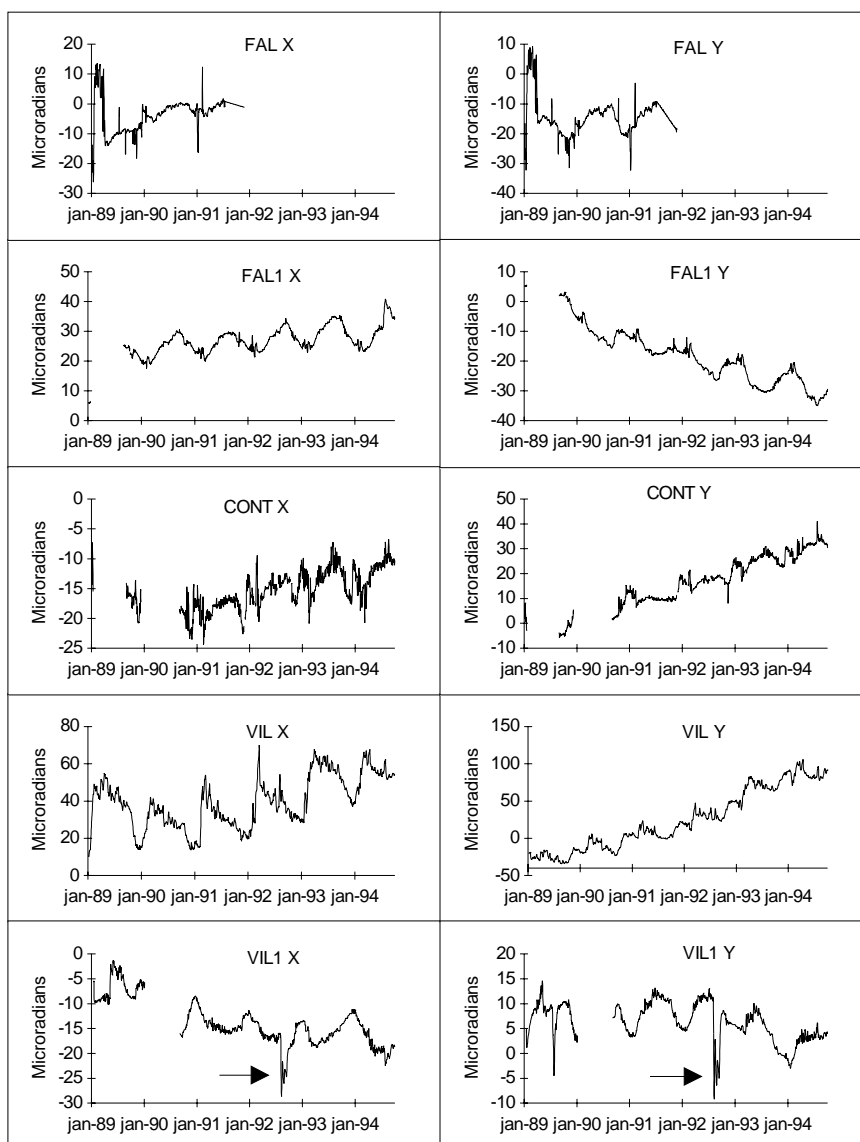 FAL X
Microradians
20
10
0
-10
-20
-30
jan-89 jan-90 jan-91 jan-92 jan-93 jan-94
FAL Y
Microradians
10
0
-10
-20
-30
-40
jan-89 jan-90 jan-91 jan-92 jan-93 jan-94
FAL1 X
Microradians
50
40
30
20
10
0
jan-89 jan-90 jan-91 jan-92 jan-93 jan-94
FAL1 Y
Microradians
10
0
-10
-20
-30
-40
jan-89 jan-90 jan-91 jan-92 jan-93 jan-94
CONT X
Microradians
0
-5
-10
-15
-20
-25
jan-89 jan-90 jan-91 jan-92 jan-93 jan-94
CONT Y
Microradians
50
40
30
20
10
0
-10
jan-89 jan-90 jan-91 jan-92 jan-93 jan-94
VIL X
Microradians
80
60
40
20
0
jan-89 jan-90 jan-91 jan-92 jan-93 jan-94
VIL Y
Microradians
150
100
50
0
-50
jan-89 jan-90 jan-91 jan-92 jan-93 jan-94
VIL1 X
Microradians
0
-5
-10
-15
-20
-25
-30
jan-89 jan-90 jan-91 jan-92 jan-93 jan-94
VIL1 Y
Microradians
20
15
10
5
0
-5
-10
jan-89 jan-90 jan-91 jan-92 jan-93 jan-94